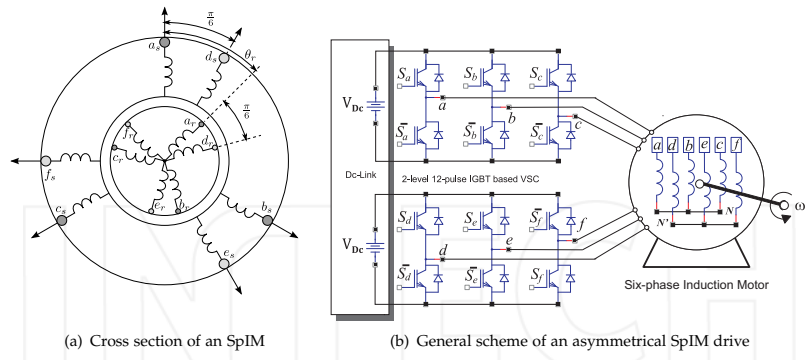 π
6
a_s
d_s
θ_r
π
6
a_r
d_r
f_r
c_r
e_r
b_r
f_s
c_s
b_s
e_s
(a) Cross section of an SpIM
V_Dc
V_Dc
Dc-Link
S_a
S_b
S_c
a
b
c
S̄_a
S̄_b
S̄_c
2-level 12-pulse IGBT based VSC
S_d
S_e
S̄_f
f
e
d
S̄_d
S̄_e
S_f
a d b e c f
N
N'
ω
Six-phase Induction Motor
(b) General scheme of an asymmetrical SpIM drive
INTECH